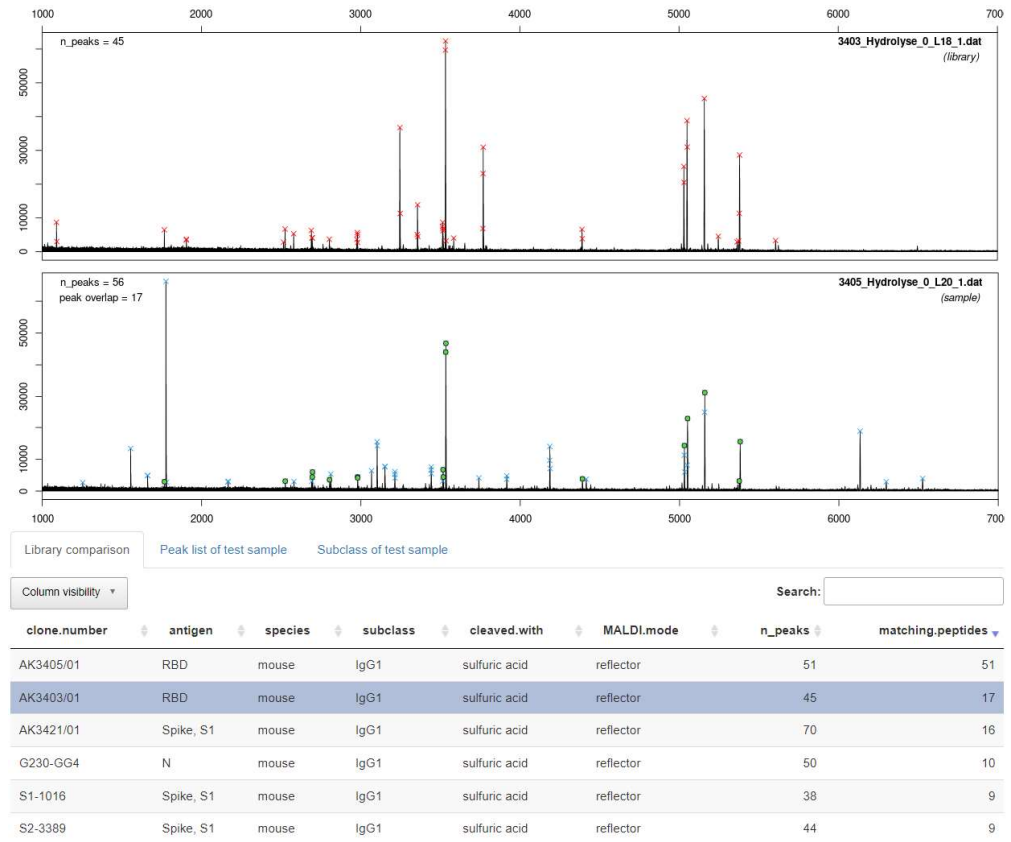 1000 2000 3000 4000 5000 6000 700
n_peaks = 45
3403_Hydrolyse_0_L18_1.dat
(library)
50000
30000
10000
0
n_peaks = 56
3405_Hydrolyse_0_L20_1.dat
peak overlap = 17
(sample)
50000
30000
10000
0
1000 2000 3000 4000 5000 6000 700
Library comparison Peak list of test sample Subclass of test sample
Column visibility
Search:
clone.number antigen species subclass cleaved.with MALDI.mode n_peaks matching.peptides
AK3405/01 RBD mouse IgG1 sulfuric acid reflector 51 51
AK3403/01 RBD mouse IgG1 sulfuric acid reflector 45 17
AK3421/01 Spike, S1 mouse IgG1 sulfuric acid reflector 70 16
G230-GG4 N mouse IgG1 sulfuric acid reflector 50 10
S1-1016 Spike, S1 mouse IgG1 sulfuric acid reflector 38 9
S2-3389 Spike, S1 mouse IgG1 sulfuric acid reflector 44 9